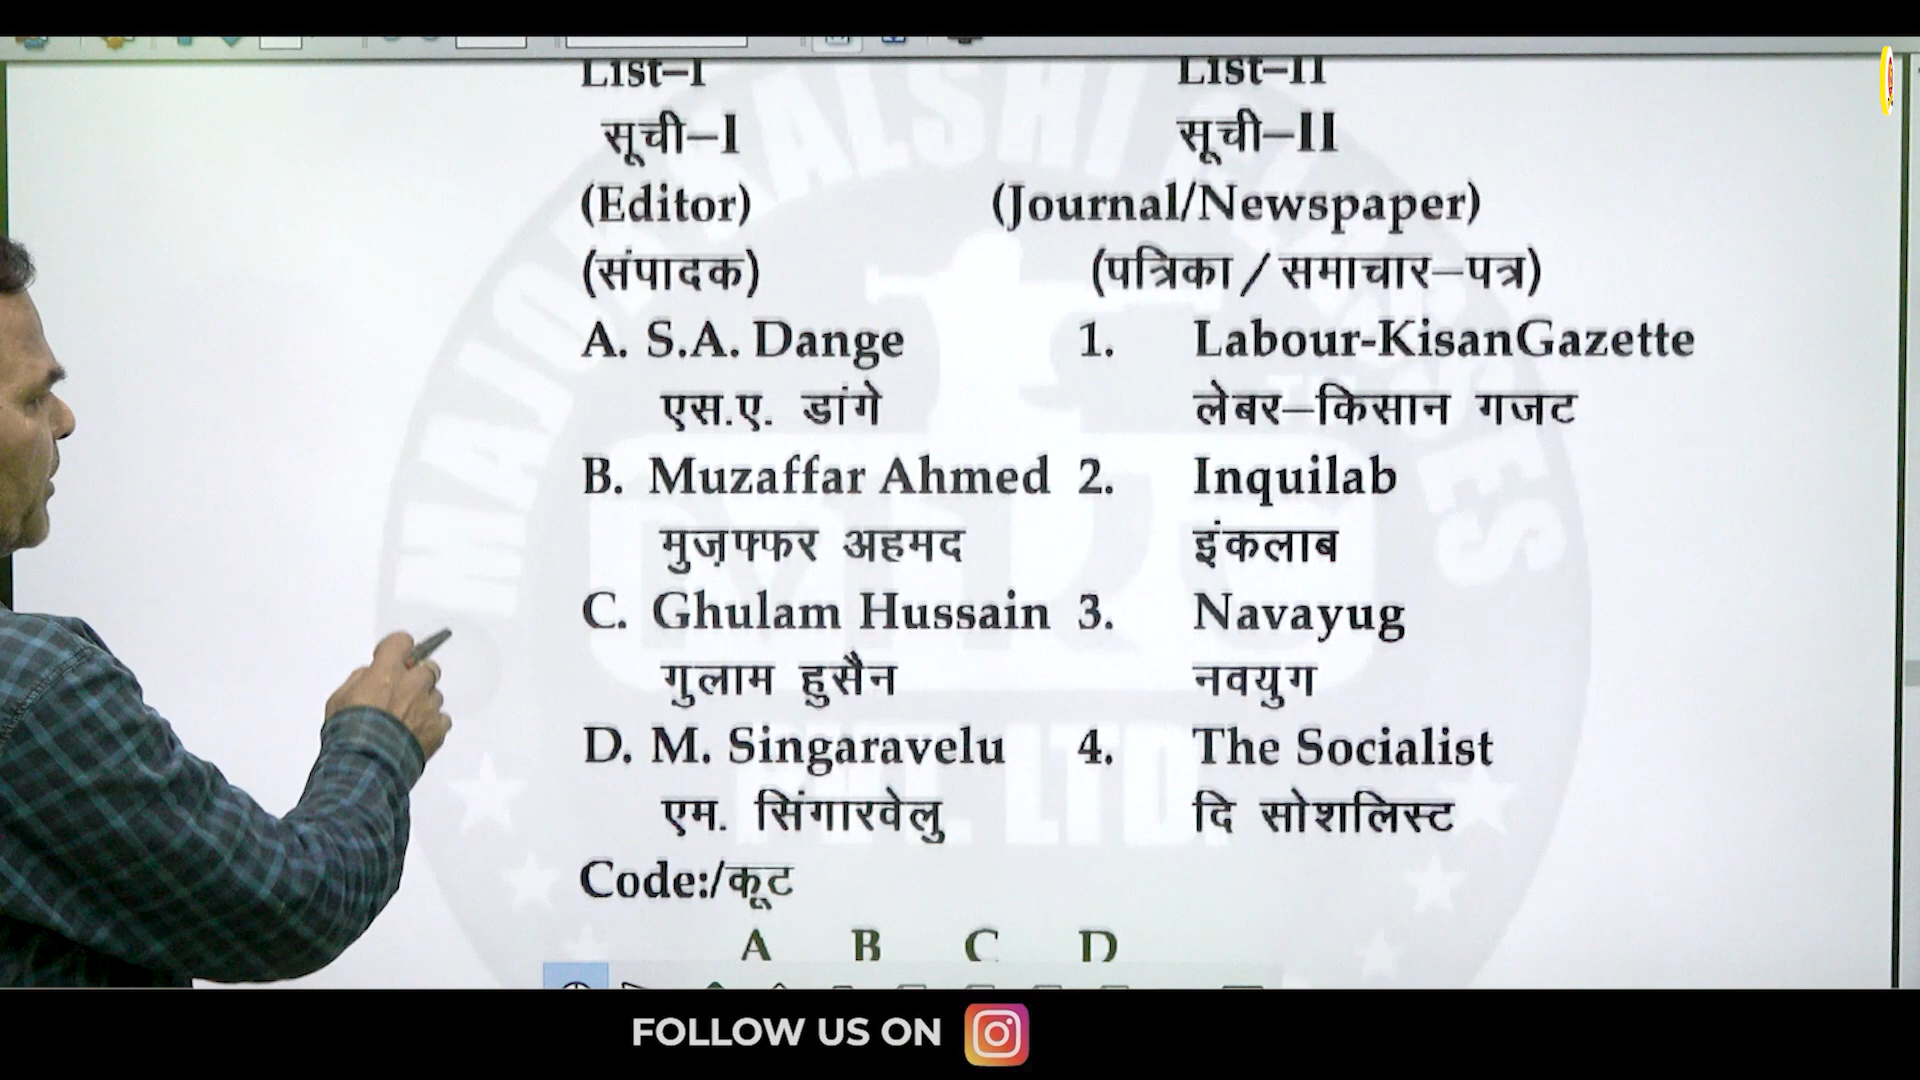 List–I List–II
सूची–I सूची–II
(Editor) (Journal/Newspaper)
(संपादक) (पत्रिका / समाचार–पत्र)
A. S.A. Dange 1. Labour-KisanGazette
एस.ए. डांगे लेबर–किसान गजट
B. Muzaffar Ahmed 2. Inquilab
मुज़फ्फर अहमद इंकलाब
C. Ghulam Hussain 3. Navayug
गुलाम हुसैन नवयुग
D. M. Singaravelu 4. The Socialist
एम. सिंगारवेलु दि सोशलिस्ट
Code:/कूट
A B C D
FOLLOW US ON